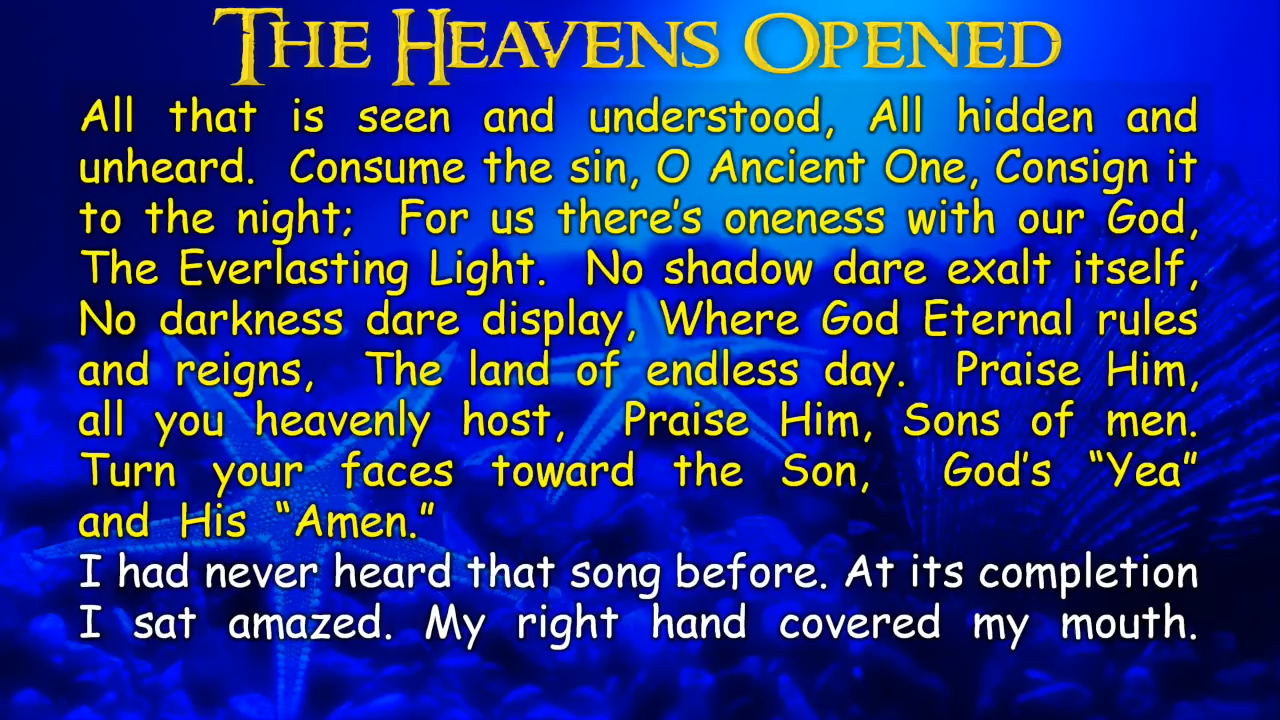 THE HEAVENS OPENED
All that is seen and understood, All hidden and
unheard. Consume the sin, O Ancient One, Consign it
to the night; For us there's oneness with our God,
The Everlasting Light. No shadow dare exalt itself,
No darkness dare display, Where God Eternal rules
and reigns, The land of endless day. Praise Him,
all you heavenly host, Praise Him, Sons of men.
Turn your faces toward the Son, God's “Yea”
and His “Amen.”
I had never heard that song before. At its completion
I sat amazed. My right hand covered my mouth.